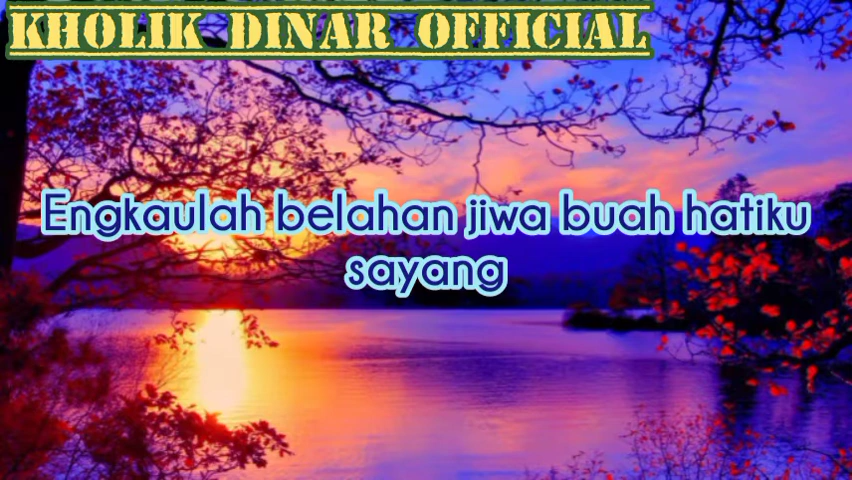 KHOLIK DINAR OFFICIAL
Engkaulah belahan jiwa buah hatiku
sayang